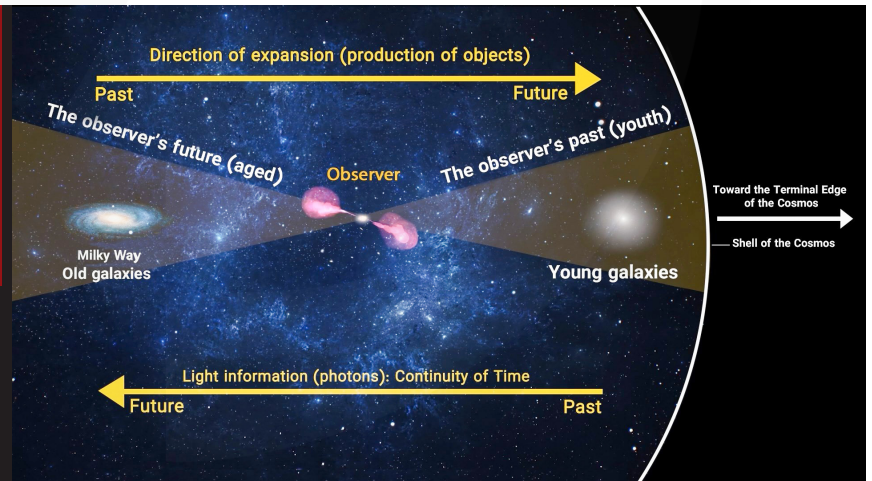 Direction of expansion (production of objects)
Past
Future
The observer's future (aged)
Observer
The observer's past (youth)
Toward the Terminal Edge
of the Cosmos
Shell of the Cosmos
Milky Way
Old galaxies
Young galaxies
Light information (photons): Continuity of Time
Future
Past